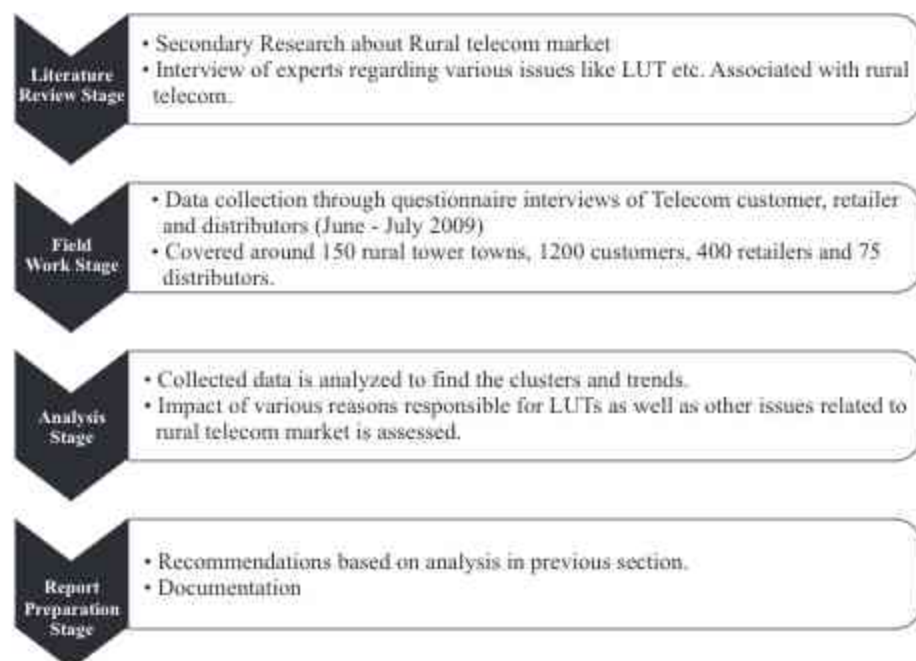 Literature
Review Stage
• Secondary Research about Rural telecom market
• Interview of experts regarding various issues like LUT etc. Associated with rural
telecom.
Field
Work Stage
• Data collection through questionnaire interviews of Telecom customer, retailer
and distributors (June - July 2009)
• Covered around 150 rural tower towns, 1200 customers, 400 retailers and 75
distributors.
Analysis
Stage
• Collected data is analyzed to find the clusters and trends.
• Impact of various reasons responsible for LUTs as well as other issues related to
rural telecom market is assessed.
Report
Preparation
Stage
• Recommendations based on analysis in previous section.
• Documentation